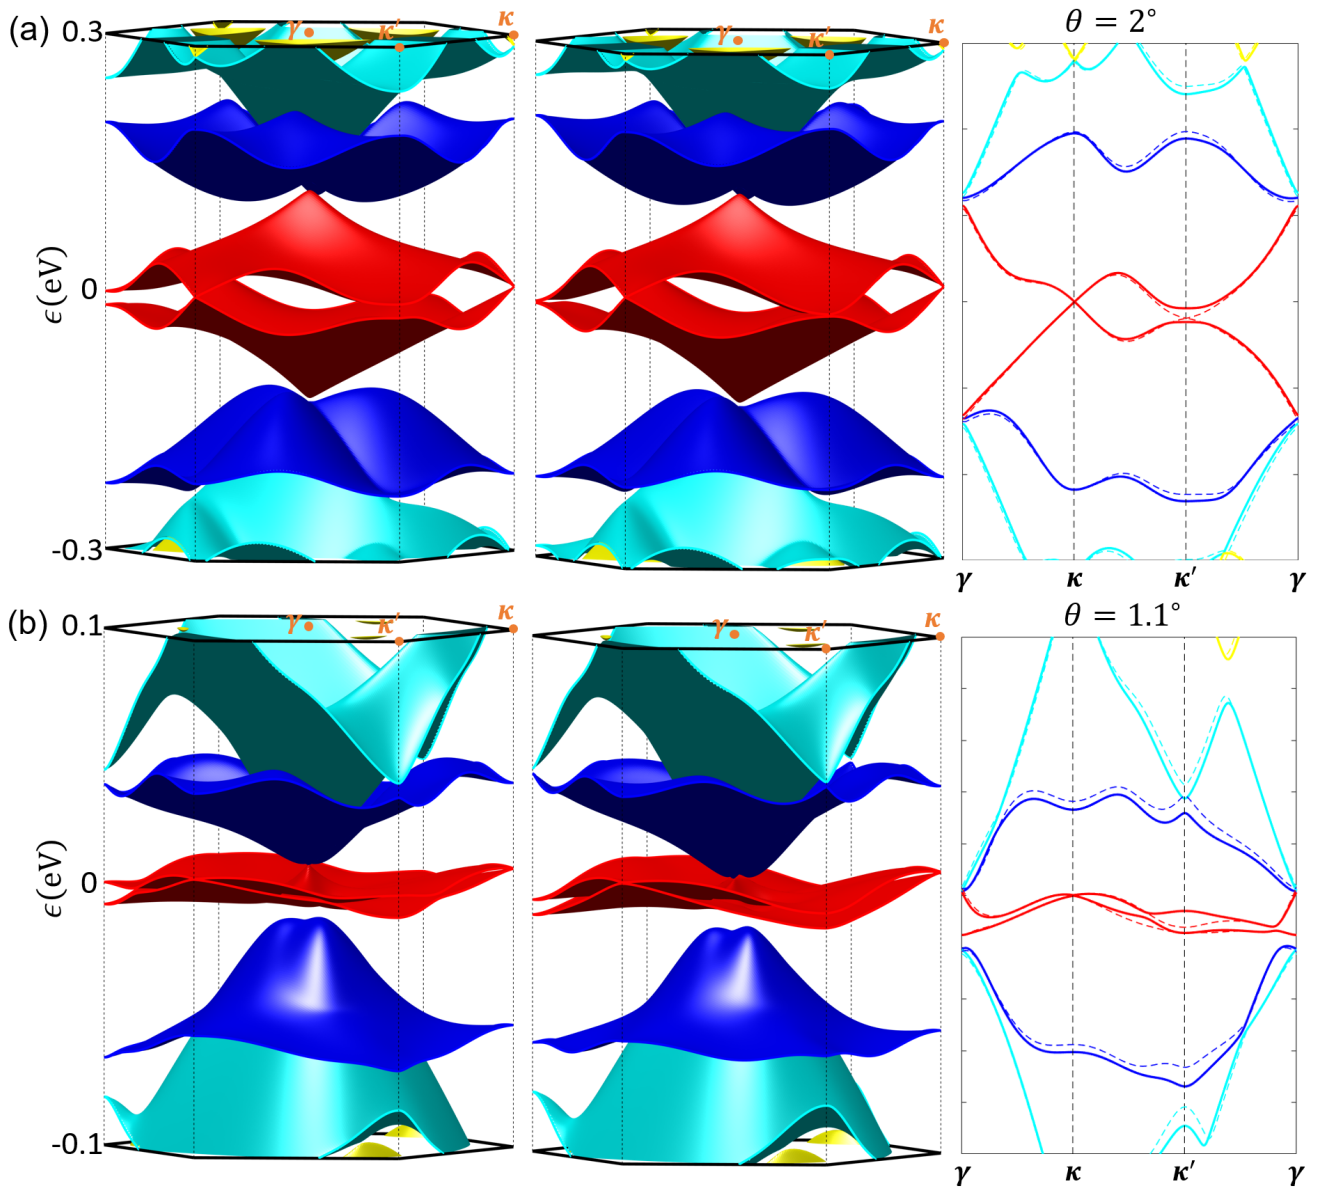 (a)
θ = 2°
0.3
γ
κ′
κ
γ
κ′
κ
ϵ(eV)
0
-0.3
γ
κ
κ′
γ
(b)
θ = 1.1°
0.1
γ
κ′
κ
γ
κ′
κ
ϵ(eV)
0
-0.1
γ
κ
κ′
γ